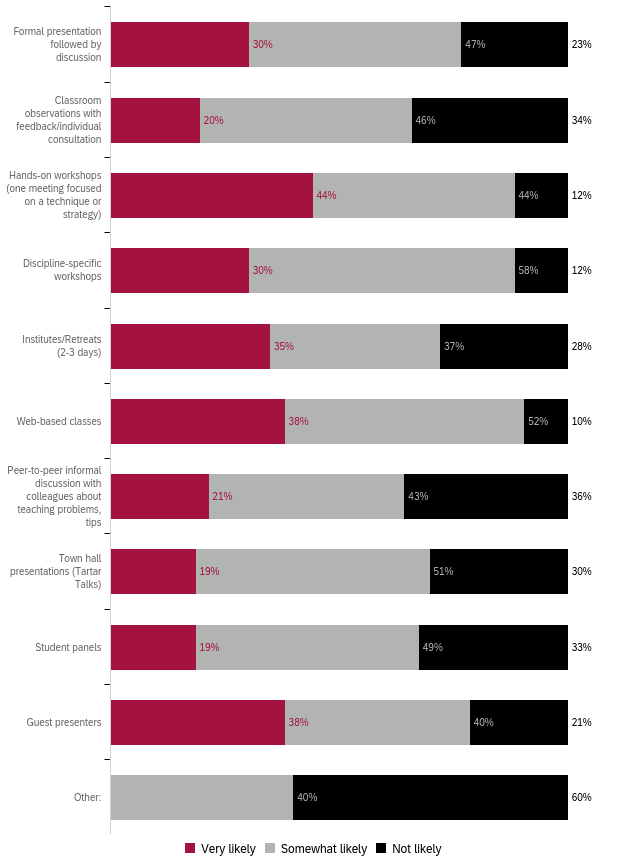 Formal presentation
followed by
discussion
30%
47%
23%
Classroom
observations with
feedback/individual
consultation
20%
46%
34%
Hands-on workshops
(one meeting focused
on a technique or
strategy)
44%
44%
12%
Discipline-specific
workshops
30%
58%
12%
Institutes/Retreats
(2-3 days)
35%
37%
28%
Web-based classes
38%
52%
10%
Peer-to-peer informal
discussion with
colleagues about
teaching problems,
tips
21%
43%
36%
Town hall
presentations (Tartar
Talks)
19%
51%
30%
Student panels
19%
49%
33%
Guest presenters
38%
40%
21%
Other:
40%
60%
Very likely Somewhat likely Not likely